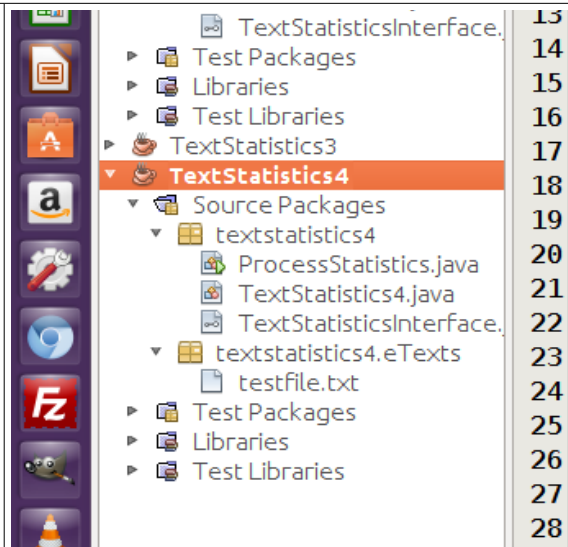 TextStatisticsInterface.j
13
Test Packages
14
Libraries
15
Test Libraries
16
TextStatistics3
17
TextStatistics4
18
Source Packages
19
textstatistics4
20
ProcessStatistics.java
21
TextStatistics4.java
22
TextStatisticsInterface.j
23
textstatistics4.eTexts
24
testfile.txt
25
Test Packages
26
Libraries
27
Test Libraries
28
A
a
Fz